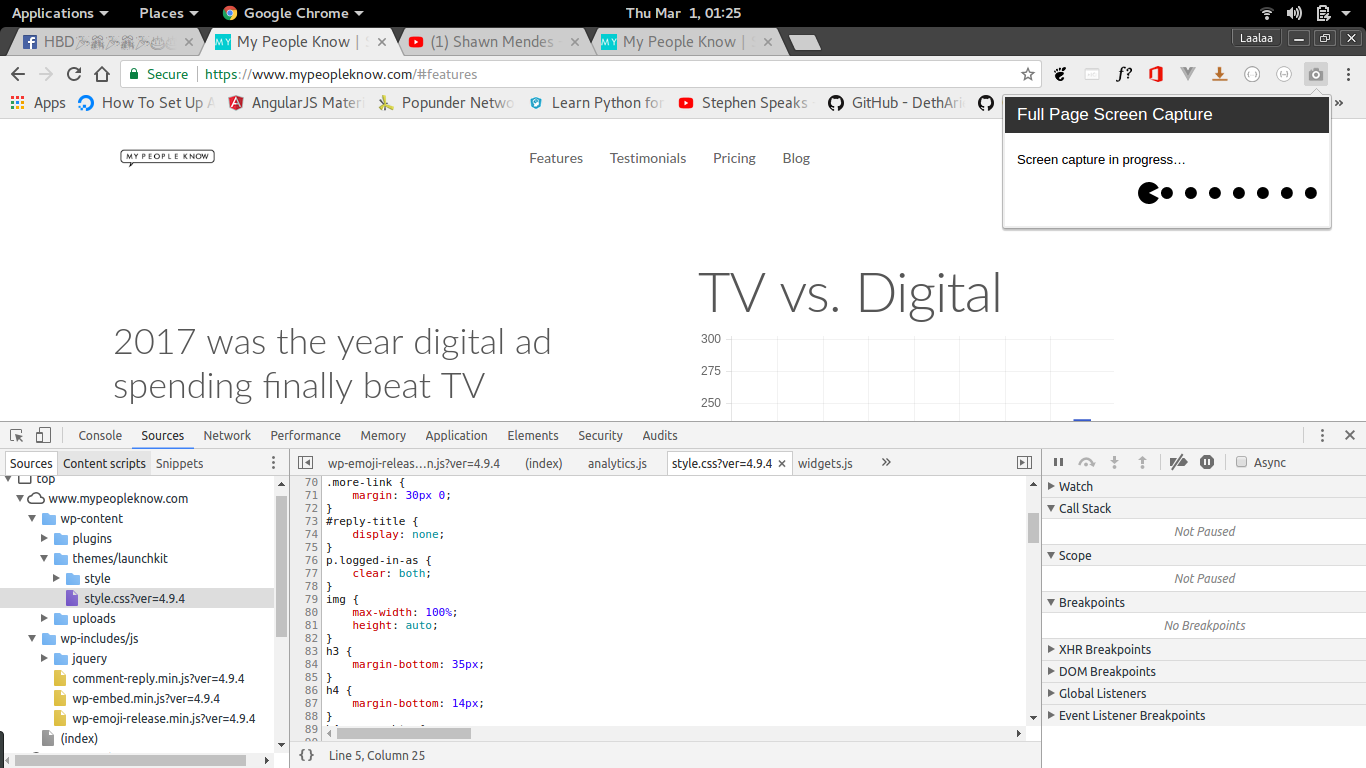 Applications Places Google Chrome Thu Mar 1, 01:25
HBD My People Know | (1) Shawn Mendes My People Know | Laalaa
Secure https://www.mypeopleknow.com/#features f?
Apps How To Set Up AngularJS Mater Popunder Netwo Learn Python for Stephen Speaks GitHub - DethAri »
Full Page Screen Capture
Screen capture in progress…
MY PEOPLE KNOW Features Testimonials Pricing Blog
TV vs. Digital
2017 was the year digital ad
spending finally beat TV
300
275
250
Console Sources Network Performance Memory Application Elements Security Audits
Sources Content scripts Snippets
top
www.mypeopleknow.com
wp-content
plugins
themes/launchkit
style
style.css?ver=4.9.4
uploads
wp-includes/js
jquery
comment-reply.min.js?ver=4.9.4
wp-embed.min.js?ver=4.9.4
wp-emoji-release.min.js?ver=4.9.4
(index)
wp-emoji-releas…n.js?ver=4.9.4 (index) analytics.js style.css?ver=4.9.4 × widgets.js »
70 .more-link {
71 margin: 30px 0;
72 }
73 #reply-title {
74 display: none;
75 }
76 p.logged-in-as {
77 clear: both;
78 }
79 img {
80 max-width: 100%;
81 height: auto;
82 }
83 h3 {
84 margin-bottom: 35px;
85 }
86 h4 {
87 margin-bottom: 14px;
88 }
89
{} Line 5, Column 25
Async
Watch
Call Stack
Not Paused
Scope
Not Paused
Breakpoints
No Breakpoints
XHR Breakpoints
DOM Breakpoints
Global Listeners
Event Listener Breakpoints